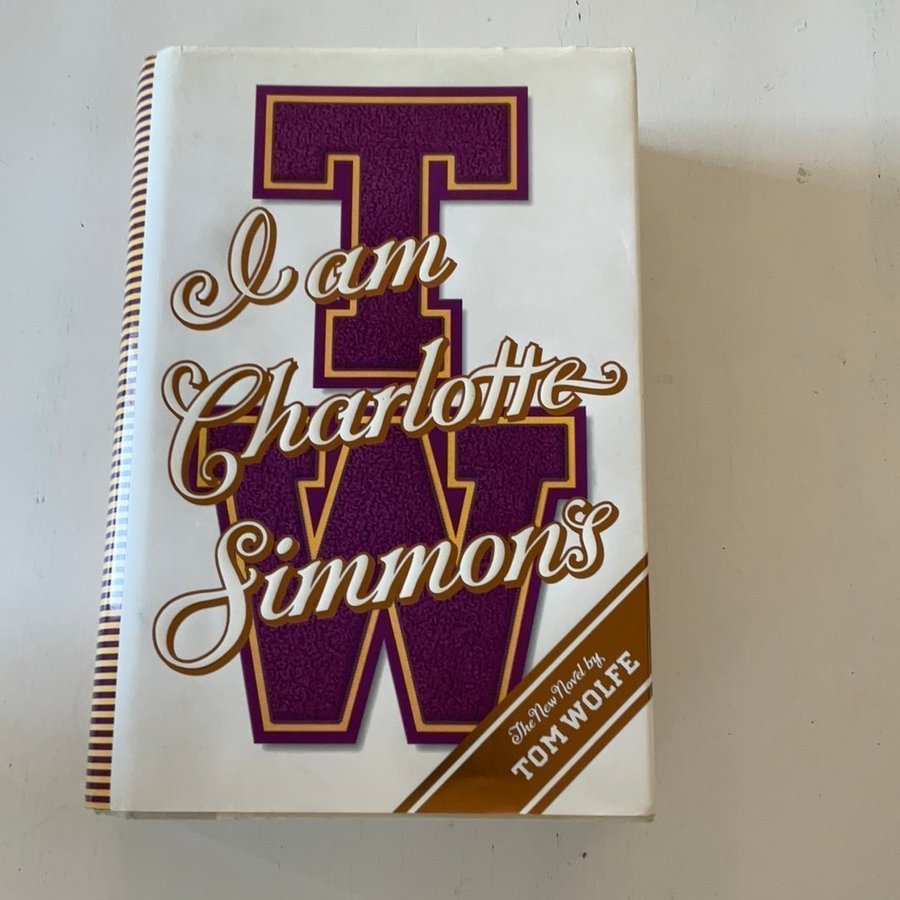 T
I am
Charlotte
W
Simmons
The New Novel by,
TOM WOLFE